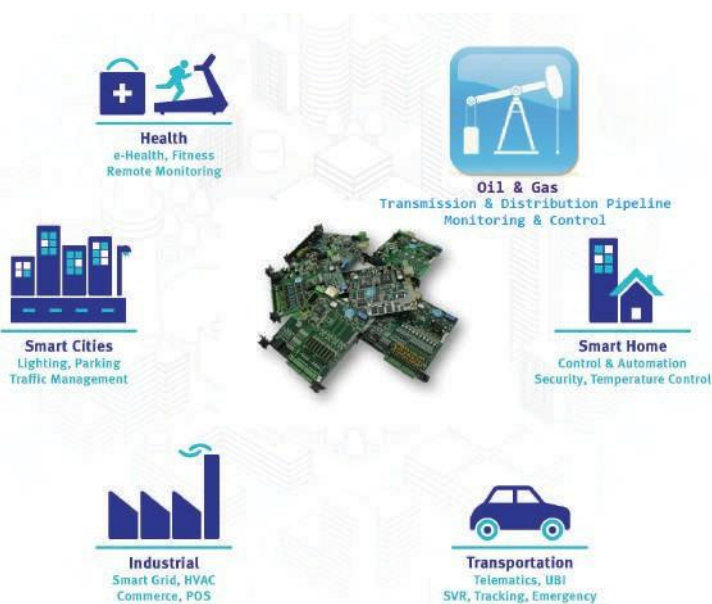 Health
e-Health, Fitness
Remote Monitoring
Oil & Gas
Transmission & Distribution Pipeline
Monitoring & Control
Smart Cities
Lighting, Parking
Traffic Management
Smart Home
Control & Automation
Security, Temperature Control
Industrial
Smart Grid, HVAC
Commerce, POS
Transportation
Telematics, UBI
SVR, Tracking, Emergency